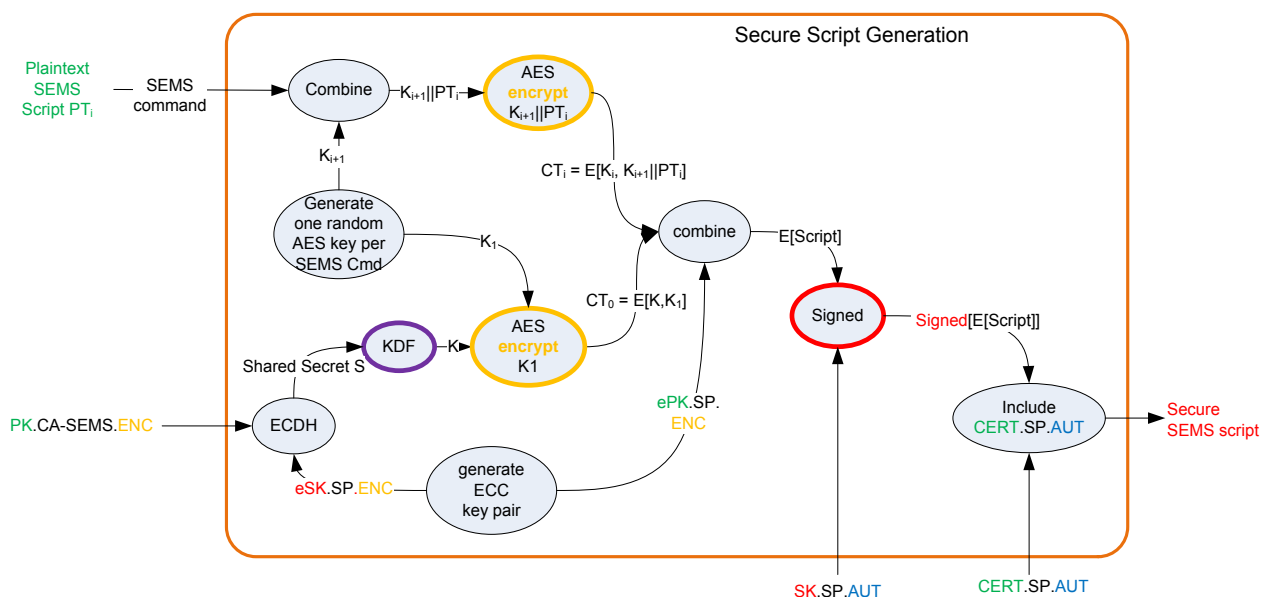 Secure Script Generation
Plaintext
SEMS
Script PTi
SEMS
command
Combine
Ki+1||PTi
AES
encrypt
Ki+1||PTi
Ki+1
CTi = E[Ki, Ki+1||PTi]
Generate
one random
AES key per
SEMS Cmd
K1
combine
E[Script]
CT0 = E[K,K1]
Signed
Signed[E[Script]]
AES
encrypt
K1
KDF
K
Shared Secret S
ePK.SP.
ENC
Include
CERT.SP.AUT
Secure
SEMS script
PK.CA-SEMS.ENC
ECDH
eSK.SP.ENC
generate
ECC
key pair
SK.SP.AUT
CERT.SP.AUT